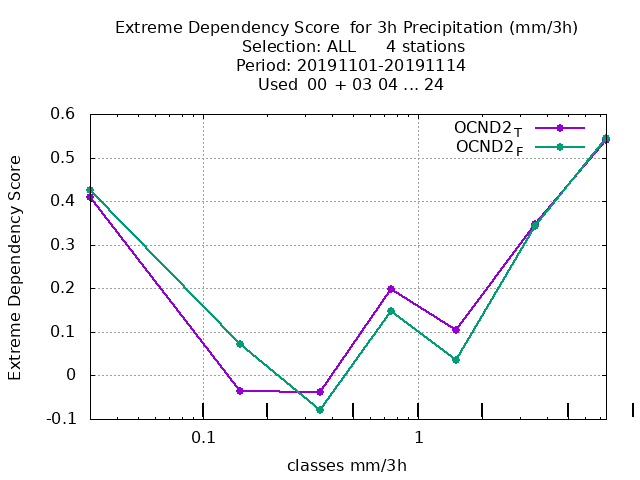 Extreme Dependency Score  for 3h Precipitation (mm/3h)
Selection: ALL      4 stations
Period: 20191101-20191114
Used  00  + 03 04 ... 24
OCND2_T
OCND2_F
0.6
0.5
0.4
0.3
0.2
0.1
0
-0.1
Extreme Dependency Score
0.1
1
classes mm/3h